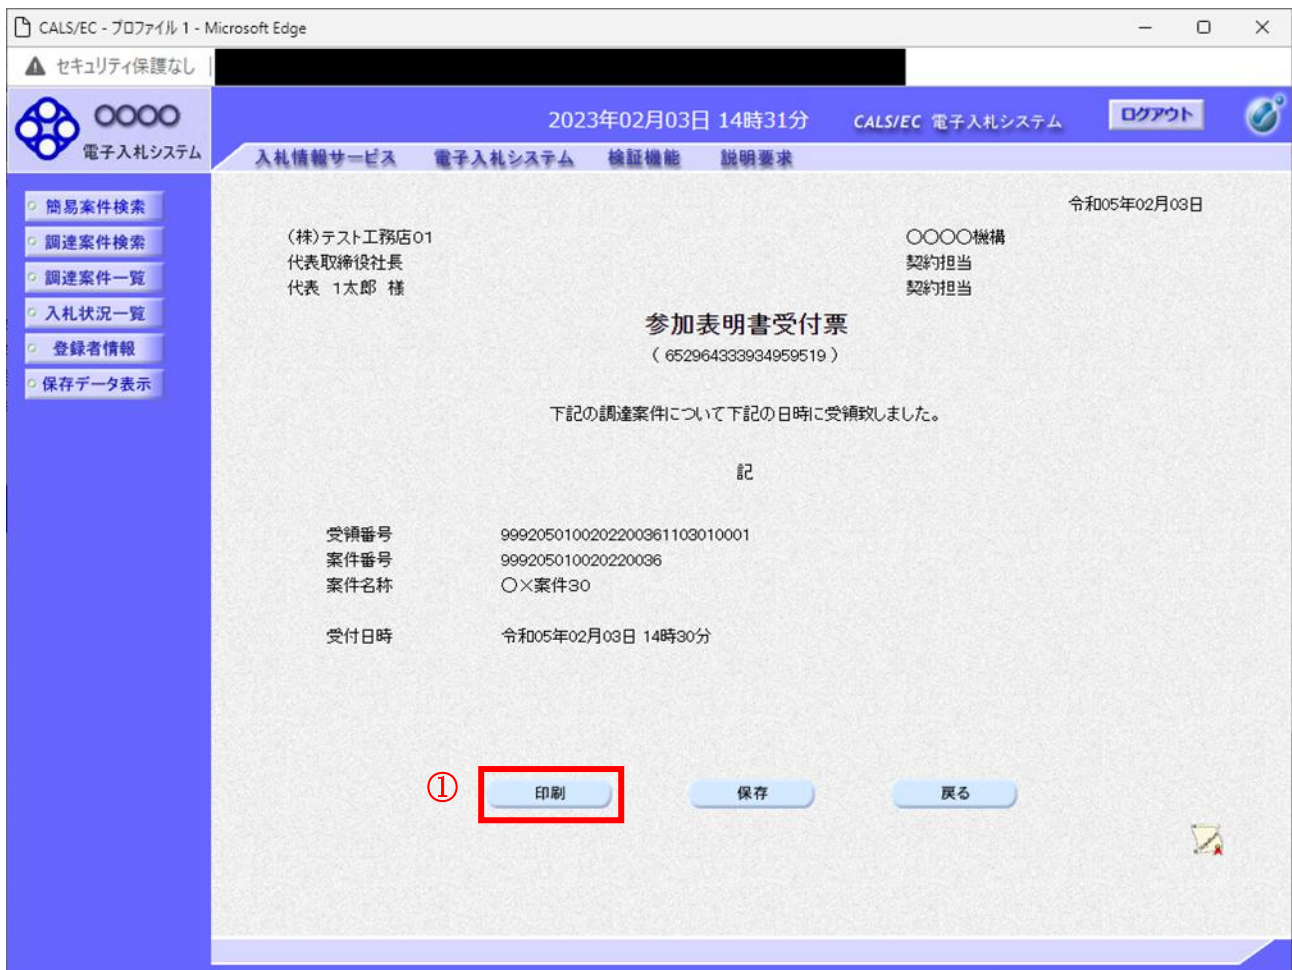 CALS/EC - プロファイル 1 - Microsoft Edge
セキュリティ保護なし
〇〇〇〇
電子入札システム
2023年02月03日 14時31分
CALS/EC 電子入札システム
ログアウト
入札情報サービス 電子入札システム 検証機能 説明要求
簡易案件検索
調達案件検索
調達案件一覧
入札状況一覧
登録者情報
保存データ表示
令和05年02月03日
(株)テスト工務店01
代表取締役社長
代表 1太郎 様
〇〇〇〇機構
契約担当
契約担当
参加表明書受付票
( 652964333934959519 )
下記の調達案件について下記の日時に受領致しました。
記
受領番号 9992050100202200361103010001
案件番号 999205010020220036
案件名称 〇×案件30
受付日時 令和05年02月03日 14時30分
① 印刷 保存 戻る